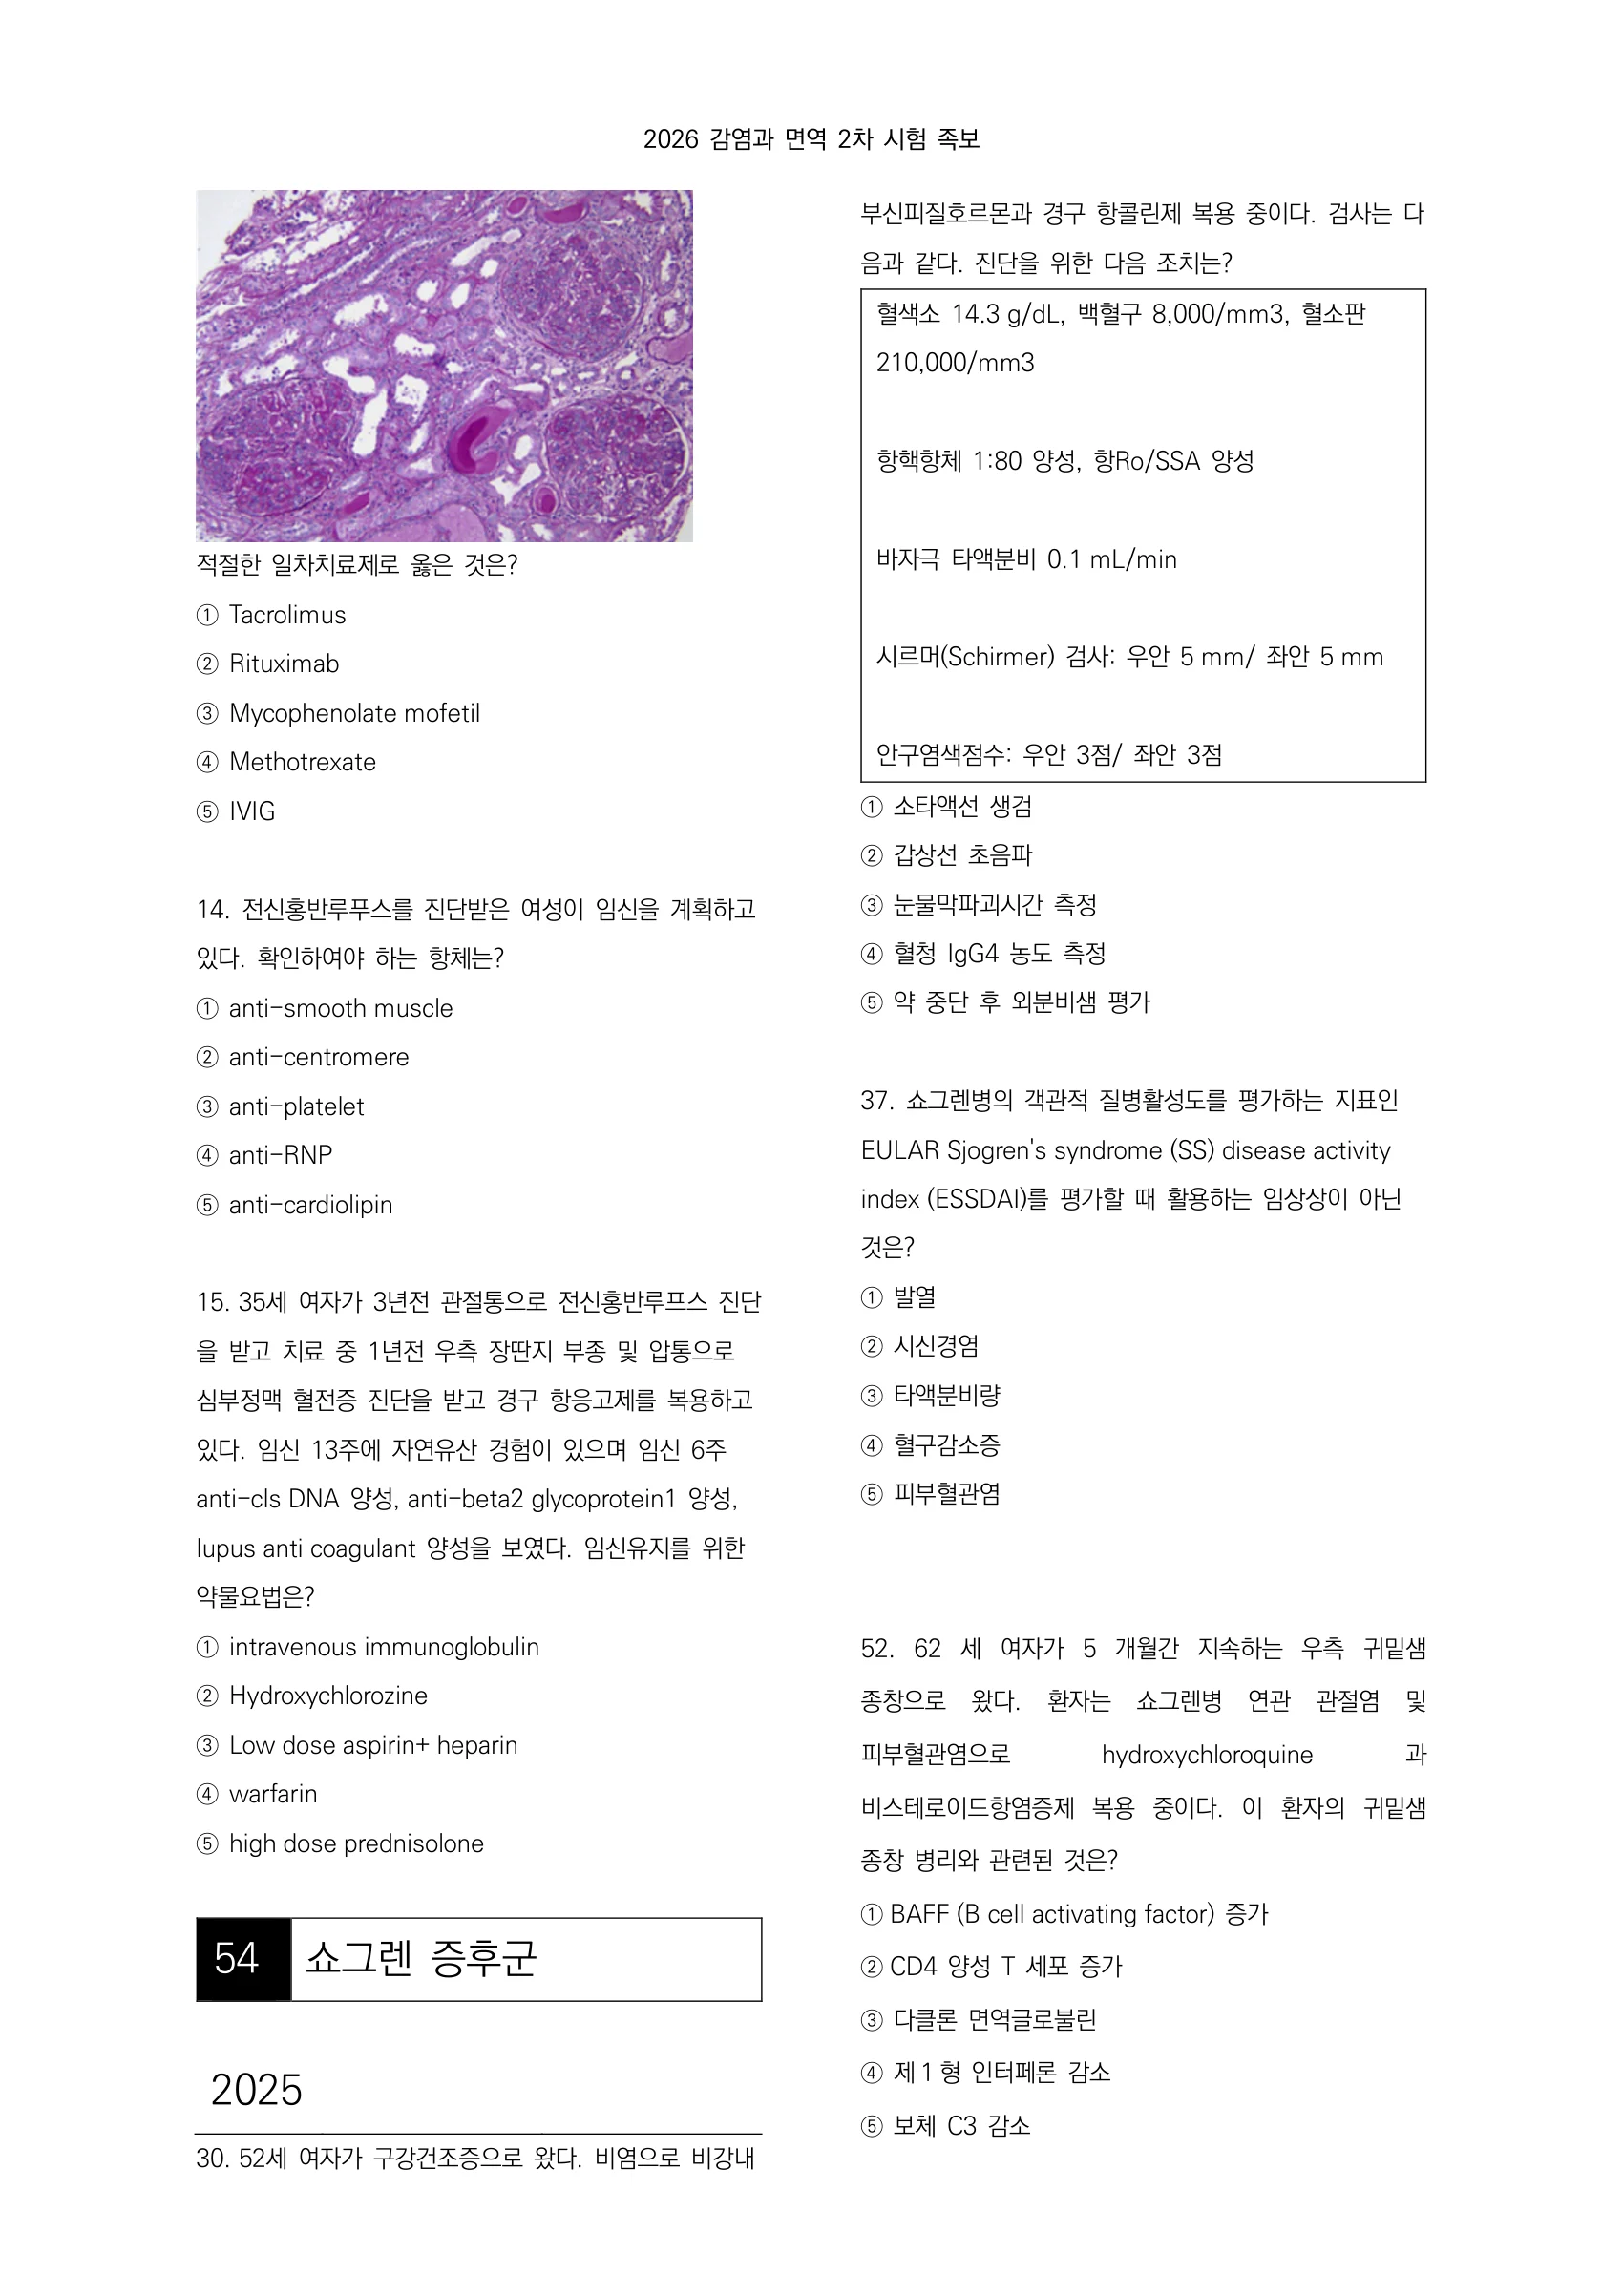 2026 감염과 면역 2차 시험 족보
적절한 일차치료제로 옳은 것은?
① Tacrolimus
② Rituximab
③ Mycophenolate mofetil
④ Methotrexate
⑤ IVIG
14. 전신홍반루푸스를 진단받은 여성이 임신을 계획하고
있다. 확인하여야 하는 항체는?
① anti-smooth muscle
② anti-centromere
③ anti-platelet
④ anti-RNP
⑤ anti-cardiolipin
15. 35세 여자가 3년전 관절통으로 전신홍반루프스 진단
을 받고 치료 중 1년전 우측 장딴지 부종 및 압통으로
심부정맥 혈전증 진단을 받고 경구 항응고제를 복용하고
있다. 임신 13주에 자연유산 경험이 있으며 임신 6주
anti-cls DNA 양성, anti-beta2 glycoprotein1 양성,
lupus anti coagulant 양성을 보였다. 임신유지를 위한
약물요법은?
① intravenous immunoglobulin
② Hydroxychlorozine
③ Low dose aspirin+ heparin
④ warfarin
⑤ high dose prednisolone
54 쇼그렌 증후군
2025
30. 52세 여자가 구강건조증으로 왔다. 비염으로 비강내
부신피질호르몬과 경구 항콜린제 복용 중이다. 검사는 다
음과 같다. 진단을 위한 다음 조치는?
혈색소 14.3 g/dL, 백혈구 8,000/mm3, 혈소판
210,000/mm3
항핵항체 1:80 양성, 항Ro/SSA 양성
바자극 타액분비 0.1 mL/min
시르머(Schirmer) 검사: 우안 5 mm/ 좌안 5 mm
안구염색점수: 우안 3점/ 좌안 3점
① 소타액선 생검
② 갑상선 초음파
③ 눈물막파괴시간 측정
④ 혈청 IgG4 농도 측정
⑤ 약 중단 후 외분비샘 평가
37. 쇼그렌병의 객관적 질병활성도를 평가하는 지표인
EULAR Sjogren's syndrome (SS) disease activity
index (ESSDAI)를 평가할 때 활용하는 임상상이 아닌
것은?
① 발열
② 시신경염
③ 타액분비량
④ 혈구감소증
⑤ 피부혈관염
52. 62 세 여자가 5 개월간 지속하는 우측 귀밑샘
종창으로 왔다. 환자는 쇼그렌병 연관 관절염 및
피부혈관염으로 hydroxychloroquine 과
비스테로이드항염증제 복용 중이다. 이 환자의 귀밑샘
종창 병리와 관련된 것은?
① BAFF (B cell activating factor) 증가
② CD4 양성 T 세포 증가
③ 다클론 면역글로불린
④ 제 1 형 인터페론 감소
⑤ 보체 C3 감소